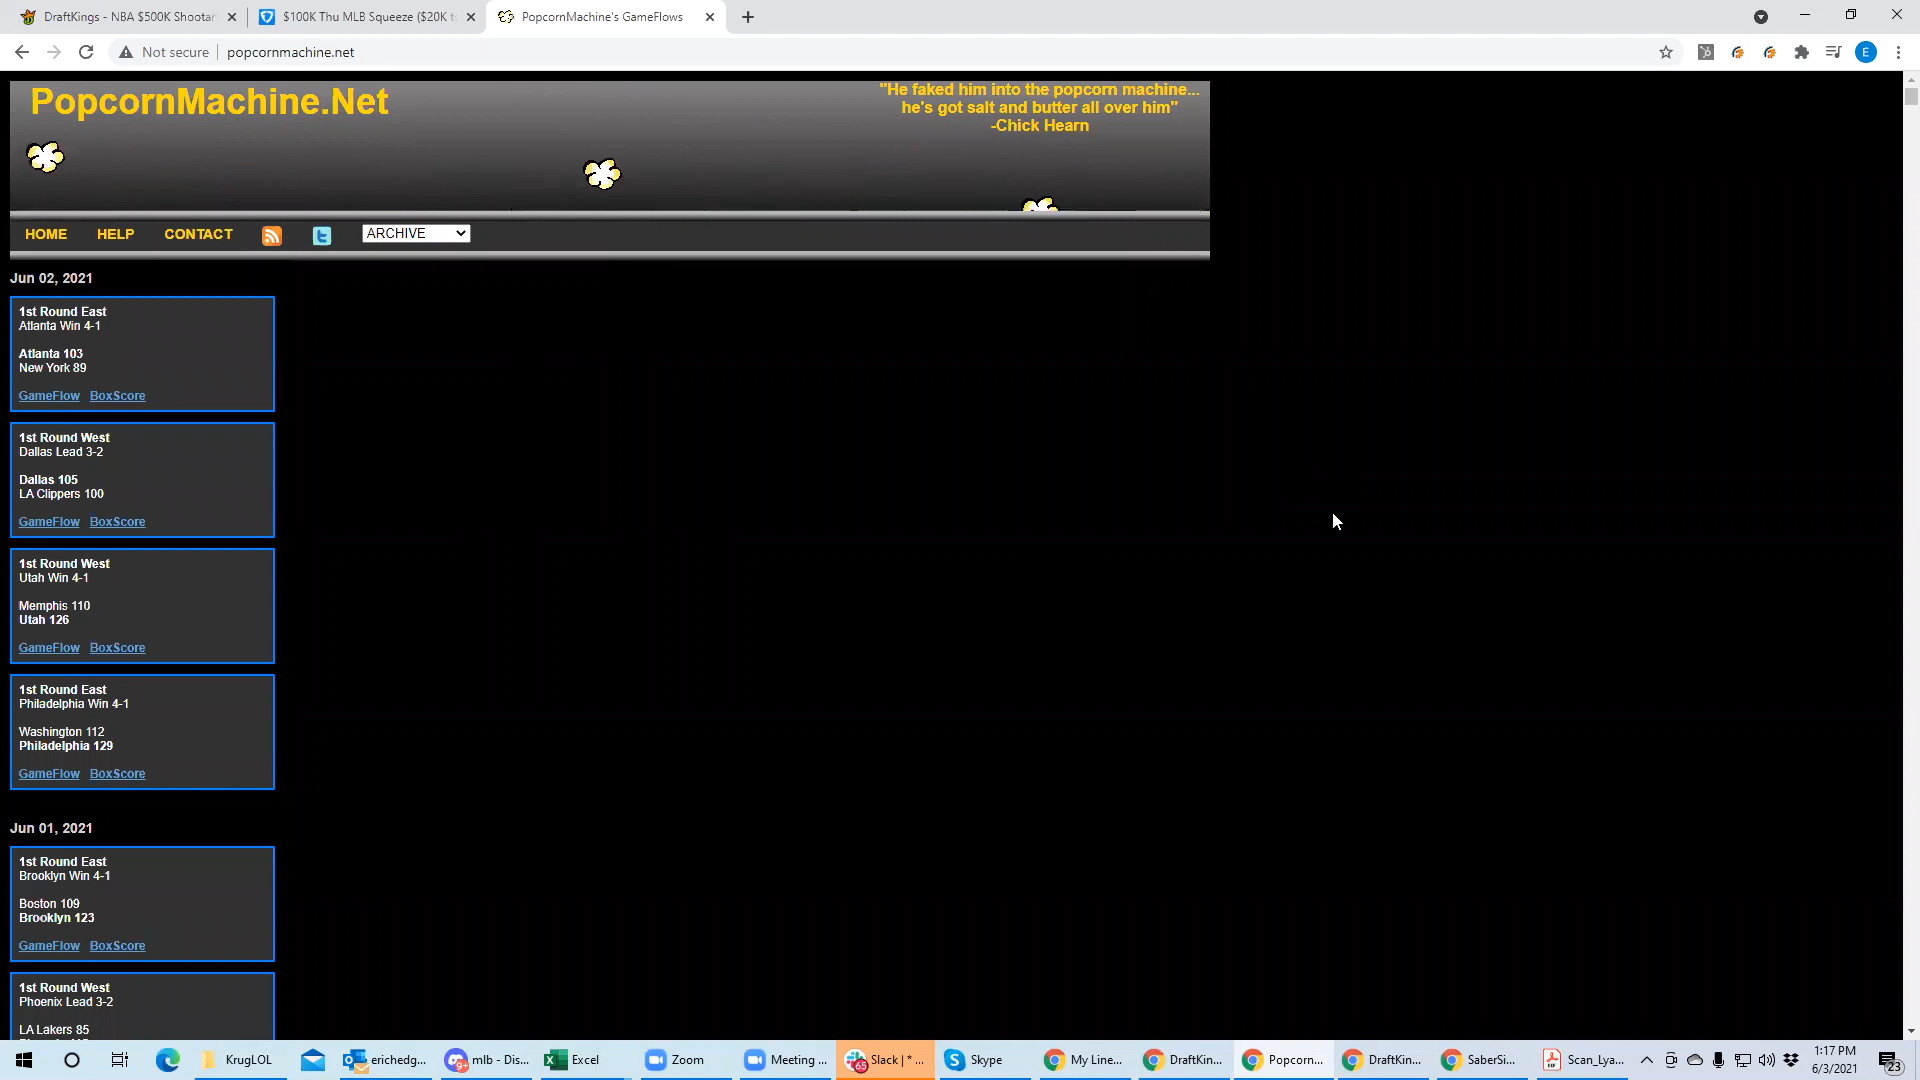 DraftKings - NBA $500K Shootar
$100K Thu MLB Squeeze ($20K t
PopcornMachine's GameFlows
Not secure
popcornmachine.net
E
PopcornMachine.Net
"He faked him into the popcorn machine...
he's got salt and butter all over him"
-Chick Hearn
HOME
HELP
CONTACT
ARCHIVE
Jun 02, 2021
1st Round East
Atlanta Win 4-1
Atlanta 103
New York 89
GameFlow BoxScore
1st Round West
Dallas Lead 3-2
Dallas 105
LA Clippers 100
GameFlow BoxScore
1st Round West
Utah Win 4-1
Memphis 110
Utah 126
GameFlow BoxScore
1st Round East
Philadelphia Win 4-1
Washington 112
Philadelphia 129
GameFlow BoxScore
Jun 01, 2021
1st Round East
Brooklyn Win 4-1
Boston 109
Brooklyn 123
GameFlow BoxScore
1st Round West
Phoenix Lead 3-2
LA Lakers 85
KrugLOL
erichedg...
mlb - Dis...
Excel
Zoom
Meeting ...
65
Slack | * ...
Skype
My Line...
DraftKin...
Popcorn...
DraftKin...
SaberSi...
Scan_Lya...
1:17 PM
6/3/2021
23